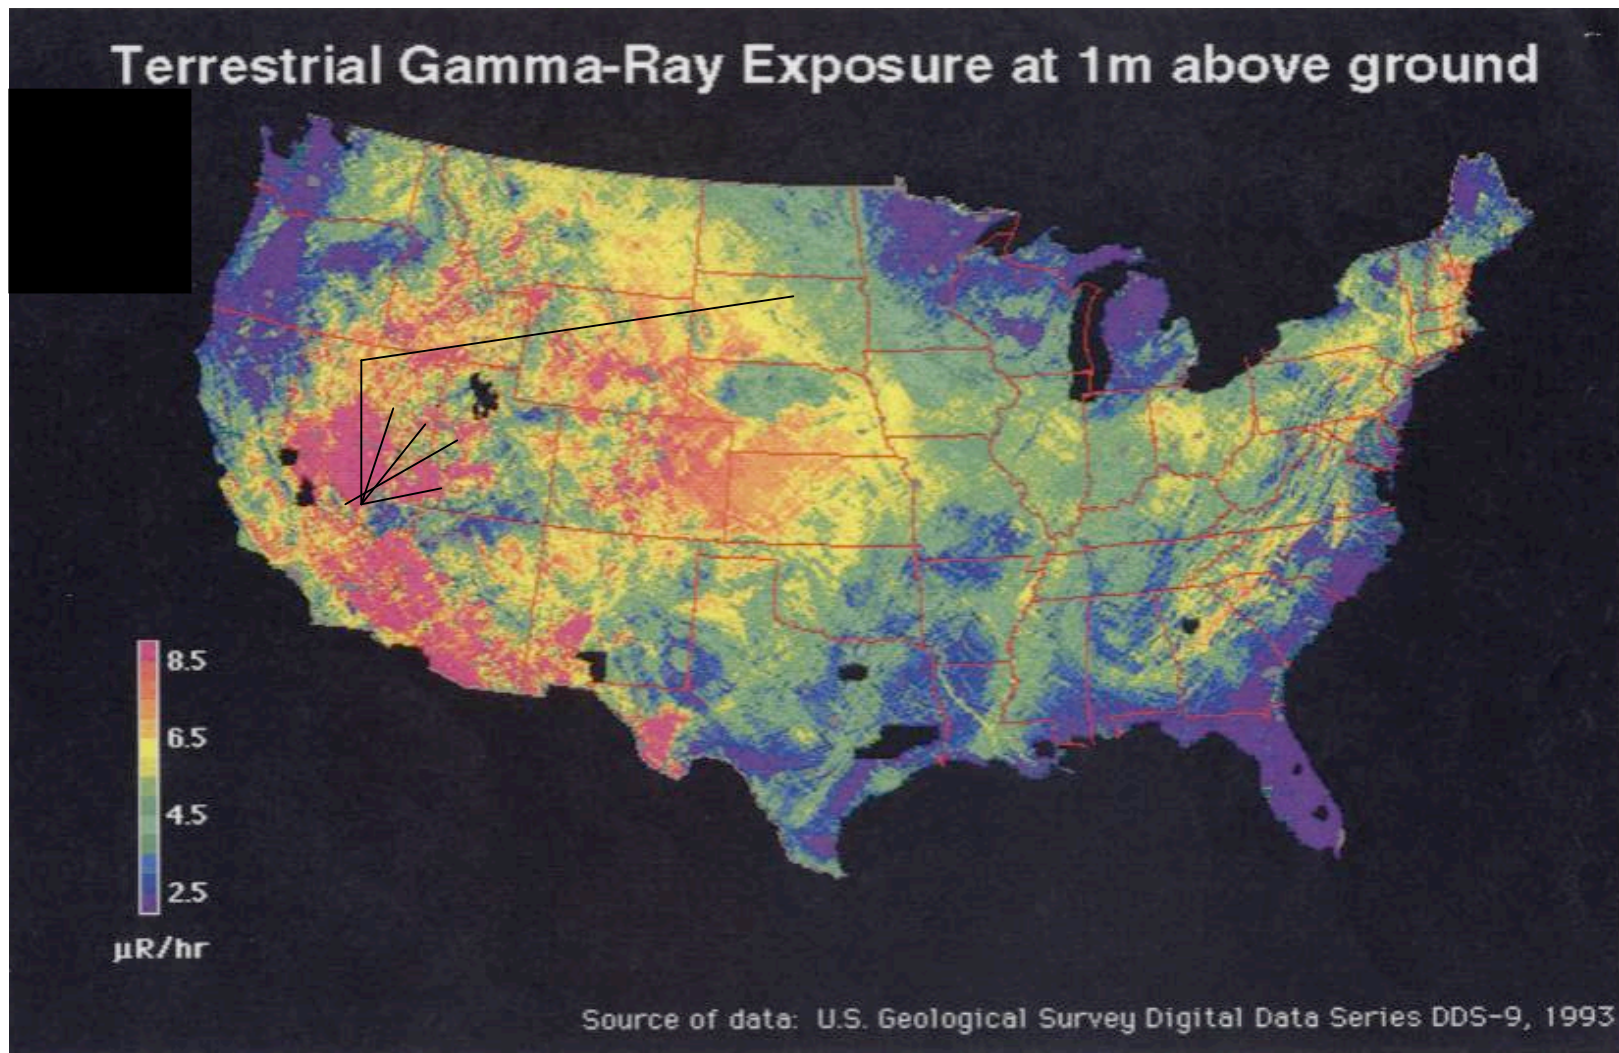 Terrestrial Gamma-Ray Exposure at 1m above ground
8.5
6.5
4.5
2.5
µR/hr
Source of data: U.S. Geological Survey Digital Data Series DDS-9, 1993